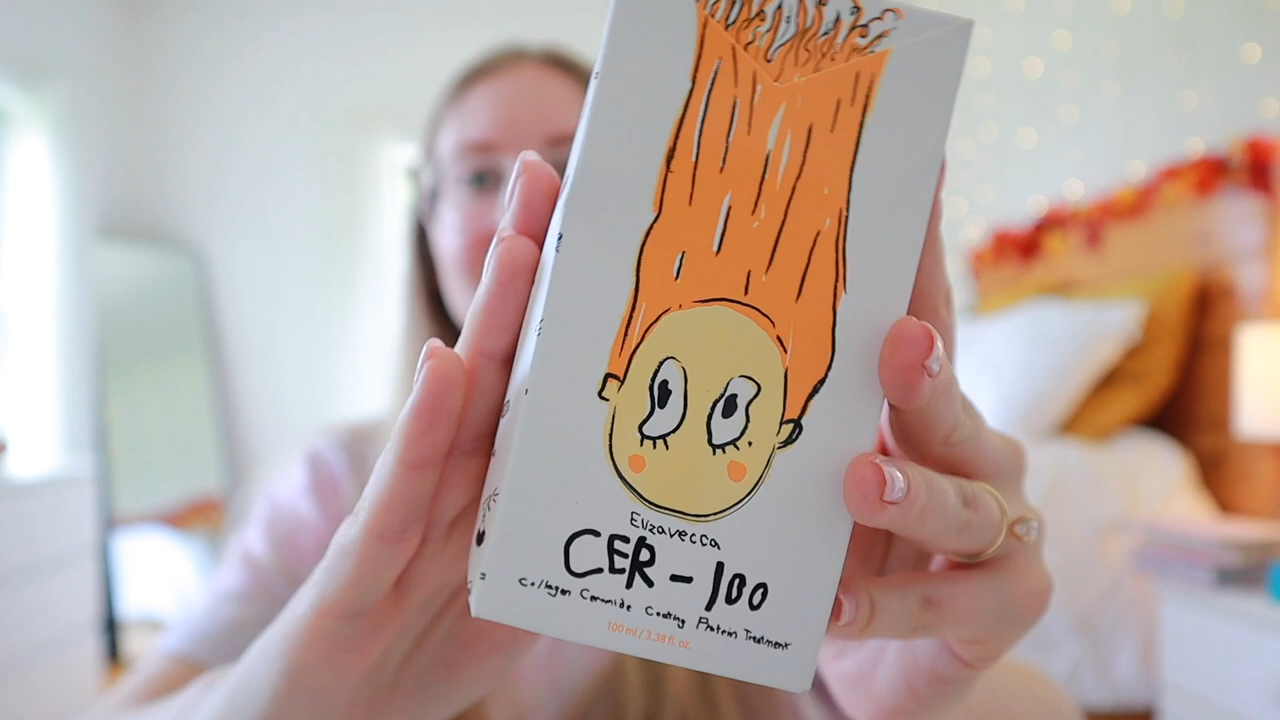 Elizavecca
CER-100
Collagen Ceramide Coating Protein Treatment
100 ml / 3.38 fl. oz.